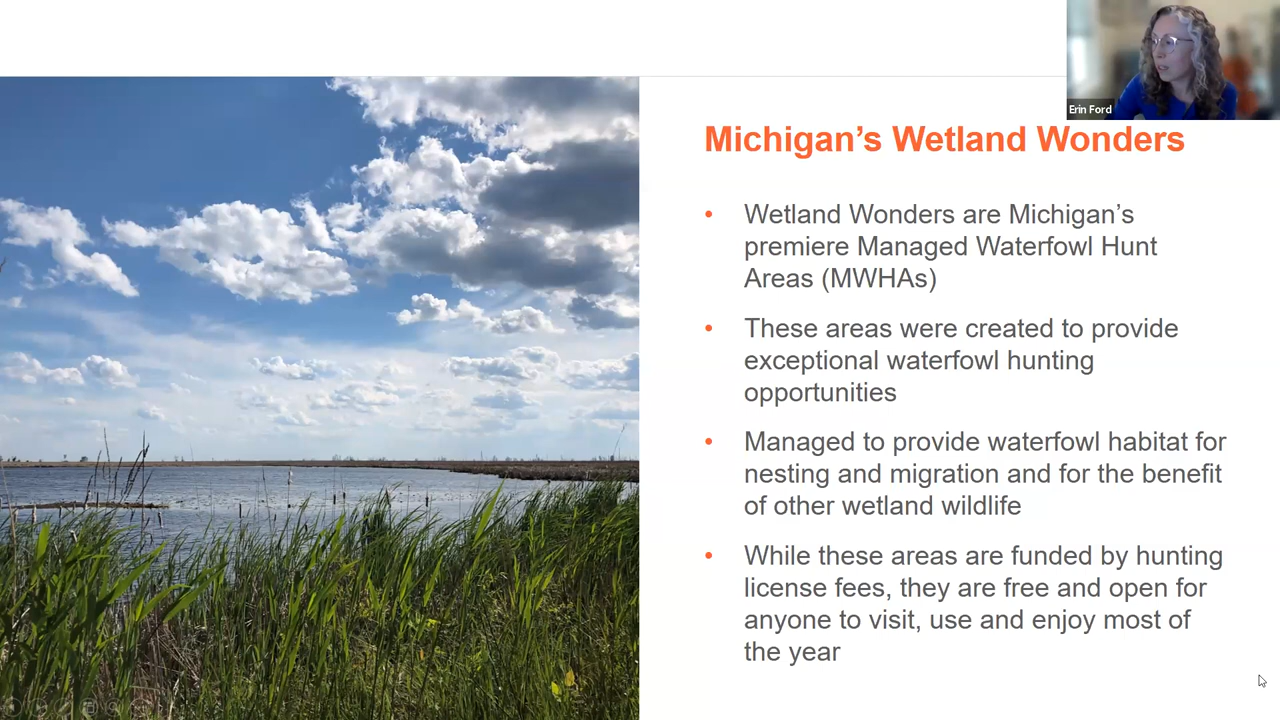 Erin Ford
Michigan's Wetland Wonders
• Wetland Wonders are Michigan's
premiere Managed Waterfowl Hunt
Areas (MWHAs)
• These areas were created to provide
exceptional waterfowl hunting
opportunities
• Managed to provide waterfowl habitat for
nesting and migration and for the benefit
of other wetland wildlife
• While these areas are funded by hunting
license fees, they are free and open for
anyone to visit, use and enjoy most of
the year